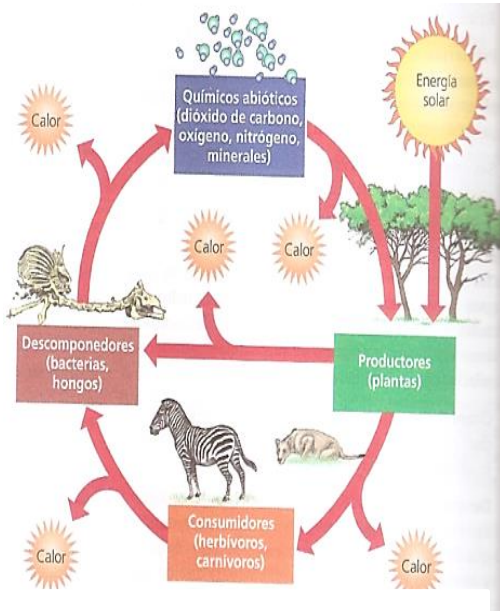 Químicos abióticos
(dióxido de carbono,
oxígeno, nitrógeno,
minerales)
Energía
solar
Calor
Calor
Calor
Descomponedores
(bacterias,
hongos)
Productores
(plantas)
Consumidores
(herbívoros,
carnívoros)
Calor
Calor